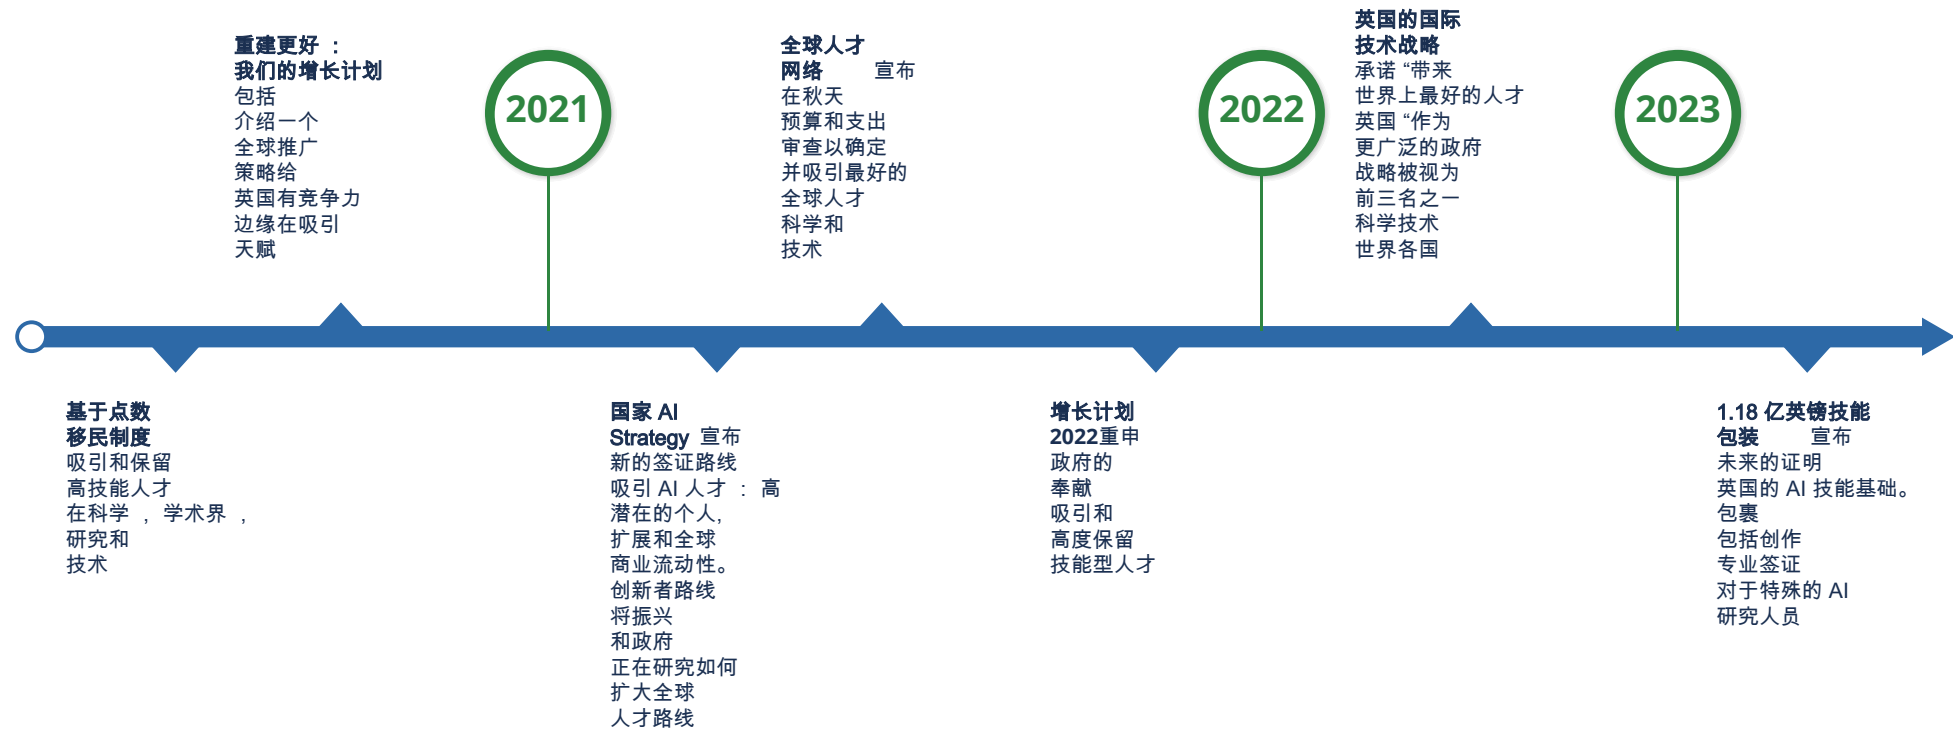 重建更好 ：
我们的增长计划
包括
介绍一个
全球推广
策略给
英国有竞争力
边缘在吸引
天赋
2021
全球人才
网络 宣布
在秋天
预算和支出
审查以确定
并吸引最好的
全球人才
科学和
技术
2022
英国的国际
技术战略
承诺 “带来
世界上最好的人才
英国 “作为
更广泛的政府
战略被视为
前三名之一
科学技术
世界各国
2023
基于点数
移民制度
吸引和保留
高技能人才
在科学 ，学术界 ，
研究和
技术
国家 AI
Strategy 宣布
新的签证路线
吸引 AI 人才 ：高
潜在的个人,
扩展和全球
商业流动性。
创新者路线
将振兴
和政府
正在研究如何
扩大全球
人才路线
增长计划
2022重申
政府的
奉献
吸引和
高度保留
技能型人才
1.18 亿英镑技能
包装 宣布
未来的证明
英国的 AI 技能基础。
包裹
包括创作
专业签证
对于特殊的 AI
研究人员